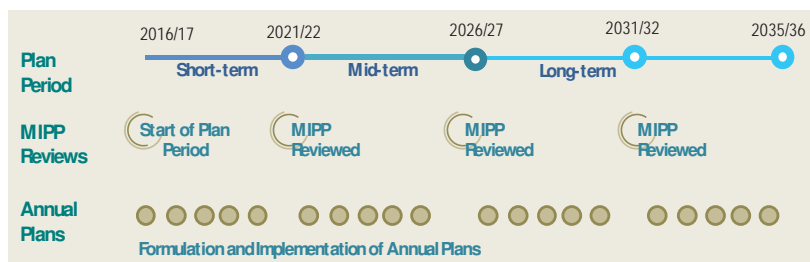 2016/17 2021/22 2026/27 2031/32 2035/36
Plan
Period
Short-term Mid-term Long-term
MIPP
Reviews
Start of Plan
Period
MIPP
Reviewed
MIPP
Reviewed
MIPP
Reviewed
Annual
Plans
Formulation and Implementation of Annual Plans